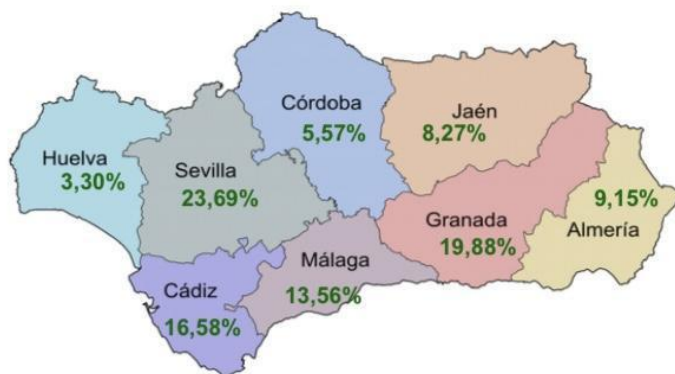 Córdoba
5,57%
Jaén
8,27%
Huelva
3,30%
Sevilla
23,69%
Granada
19,88%
9,15%
Almería
Málaga
13,56%
Cádiz
16,58%